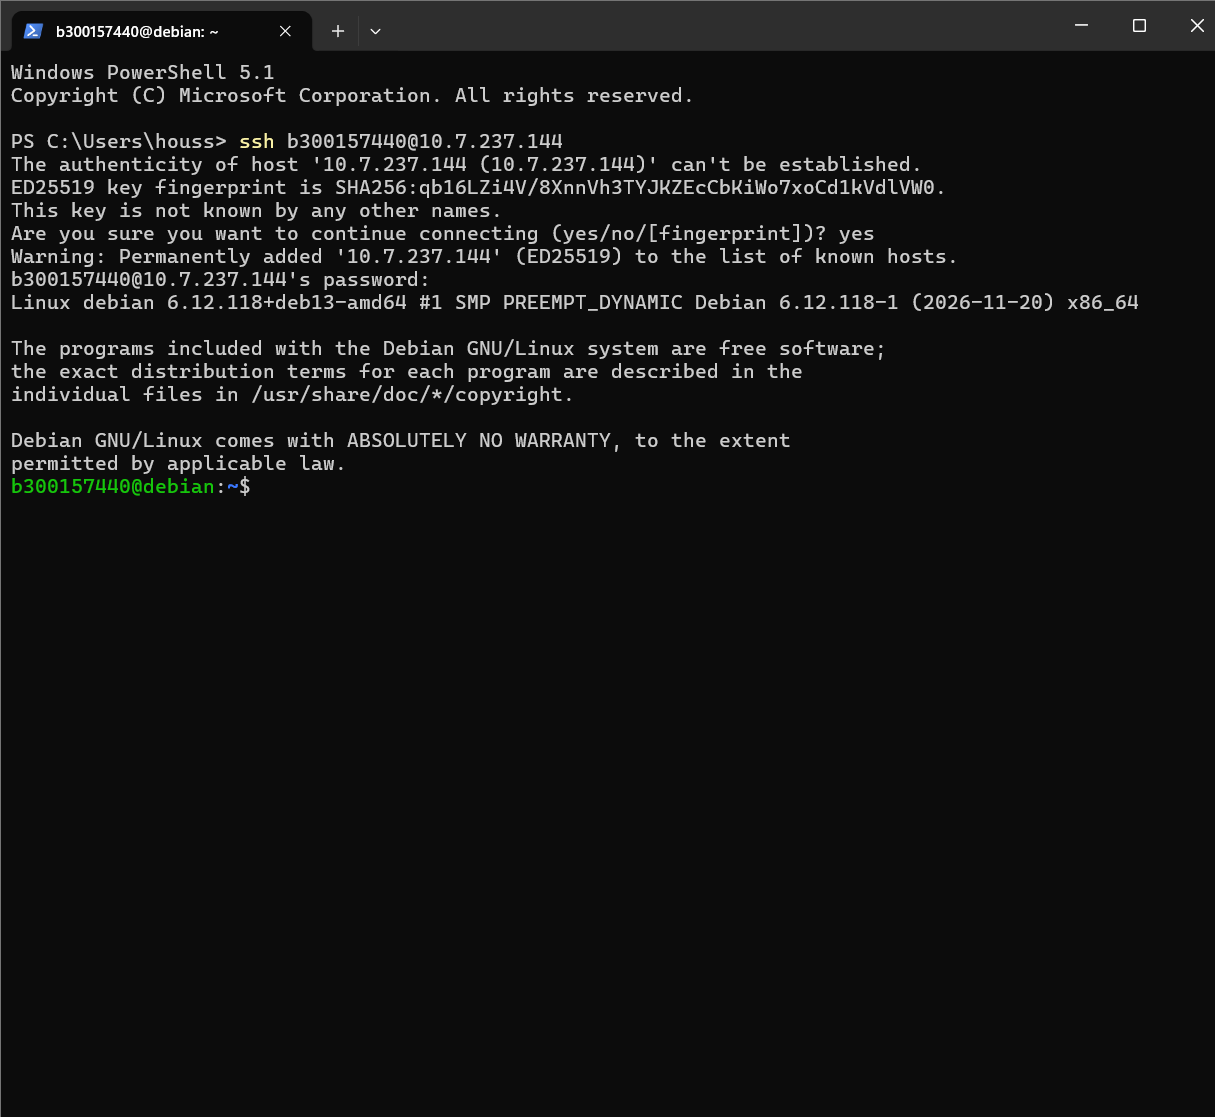 b300157440@debian: ~
Windows PowerShell 5.1
Copyright (C) Microsoft Corporation. All rights reserved.
PS C:\Users\houss> ssh b300157440@10.7.237.144
The authenticity of host '10.7.237.144 (10.7.237.144)' can't be established.
ED25519 key fingerprint is SHA256:qb16LZi4V/8XnnVh3TYJKZEcCbKiWo7xoCd1kVdlVW0.
This key is not known by any other names.
Are you sure you want to continue connecting (yes/no/[fingerprint])? yes
Warning: Permanently added '10.7.237.144' (ED25519) to the list of known hosts.
b300157440@10.7.237.144's password:
Linux debian 6.12.118+deb13-amd64 #1 SMP PREEMPT_DYNAMIC Debian 6.12.118-1 (2026-11-20) x86_64
The programs included with the Debian GNU/Linux system are free software;
the exact distribution terms for each program are described in the
individual files in /usr/share/doc/*/copyright.
Debian GNU/Linux comes with ABSOLUTELY NO WARRANTY, to the extent
permitted by applicable law.
b300157440@debian:~$